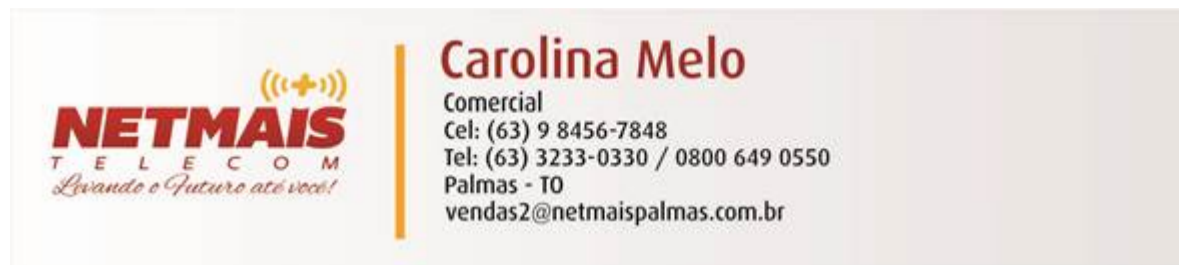 NETMAIS
TELECOM
Levando o Futuro até você!
Carolina Melo
Comercial
Cel: (63) 9 8456-7848
Tel: (63) 3233-0330 / 0800 649 0550
Palmas - TO
vendas2@netmaispalmas.com.br